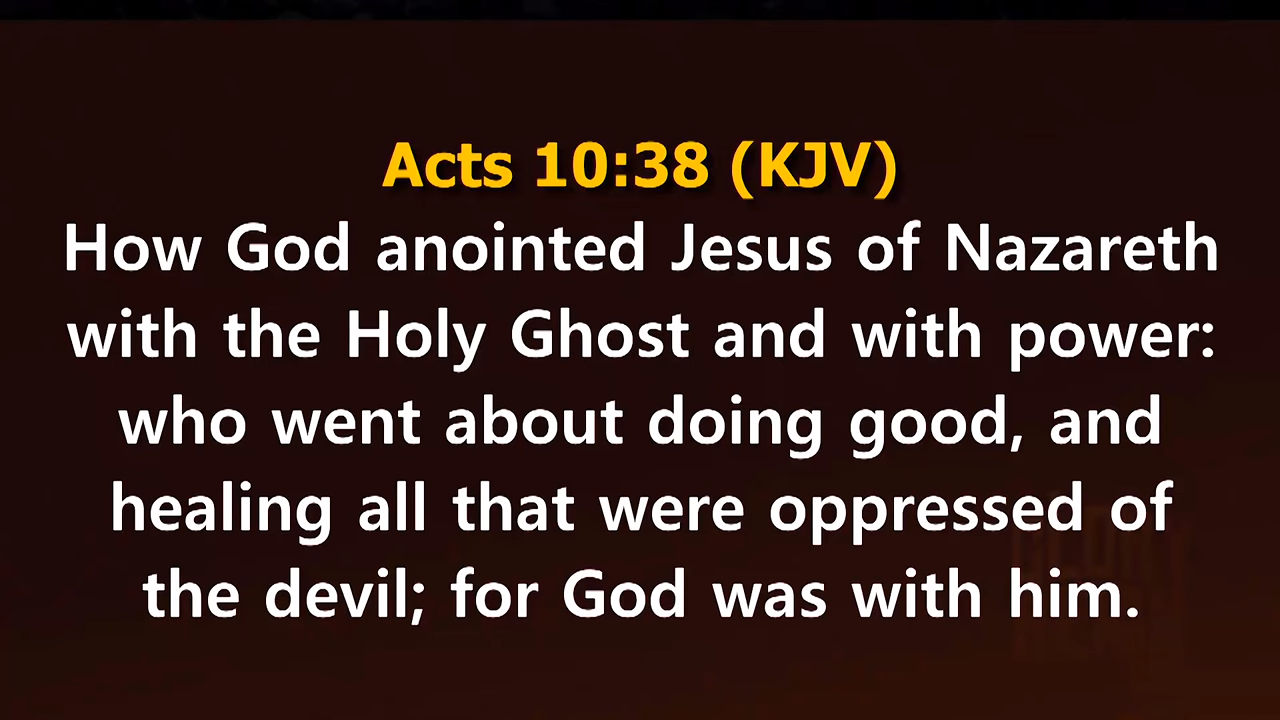 Acts 10:38 (KJV)
How God anointed Jesus of Nazareth
with the Holy Ghost and with power:
who went about doing good, and
healing all that were oppressed of
the devil; for God was with him.